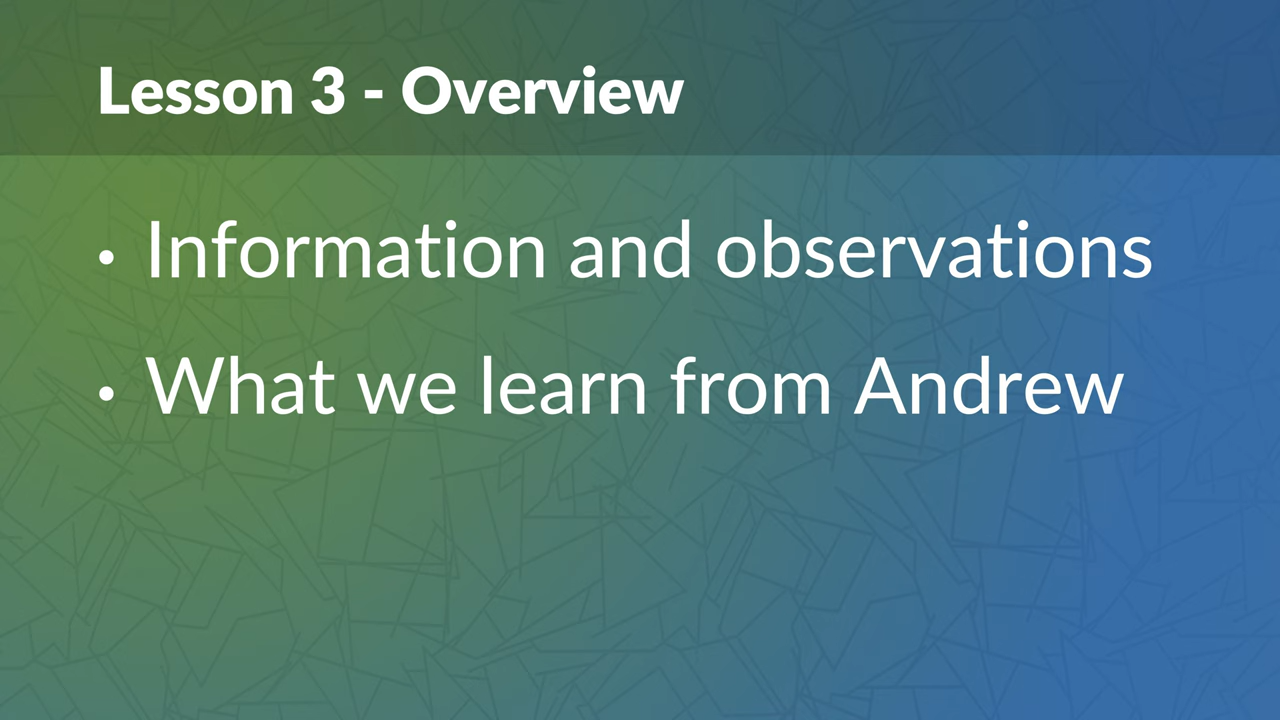 Lesson 3 - Overview
• Information and observations
• What we learn from Andrew